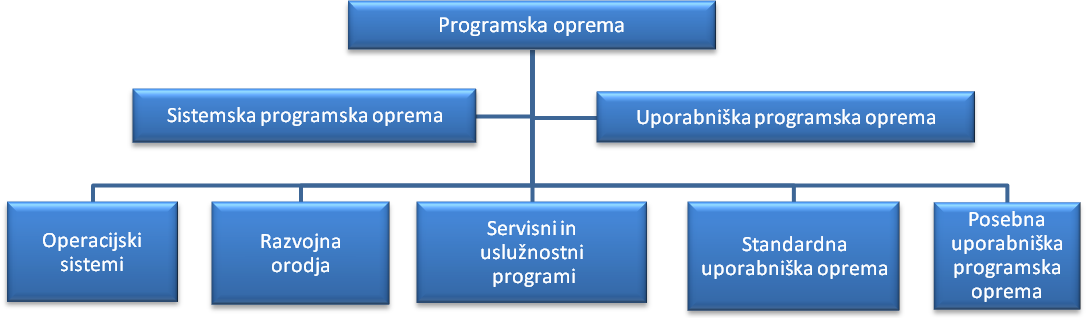 Programska oprema
Sistemska programska oprema
Uporabniška programska oprema
Operacijski
sistemi
Razvojna
orodja
Servisni in
uslužnostni
programi
Standardna
uporabniška oprema
Posebna
uporabniška
programska
oprema